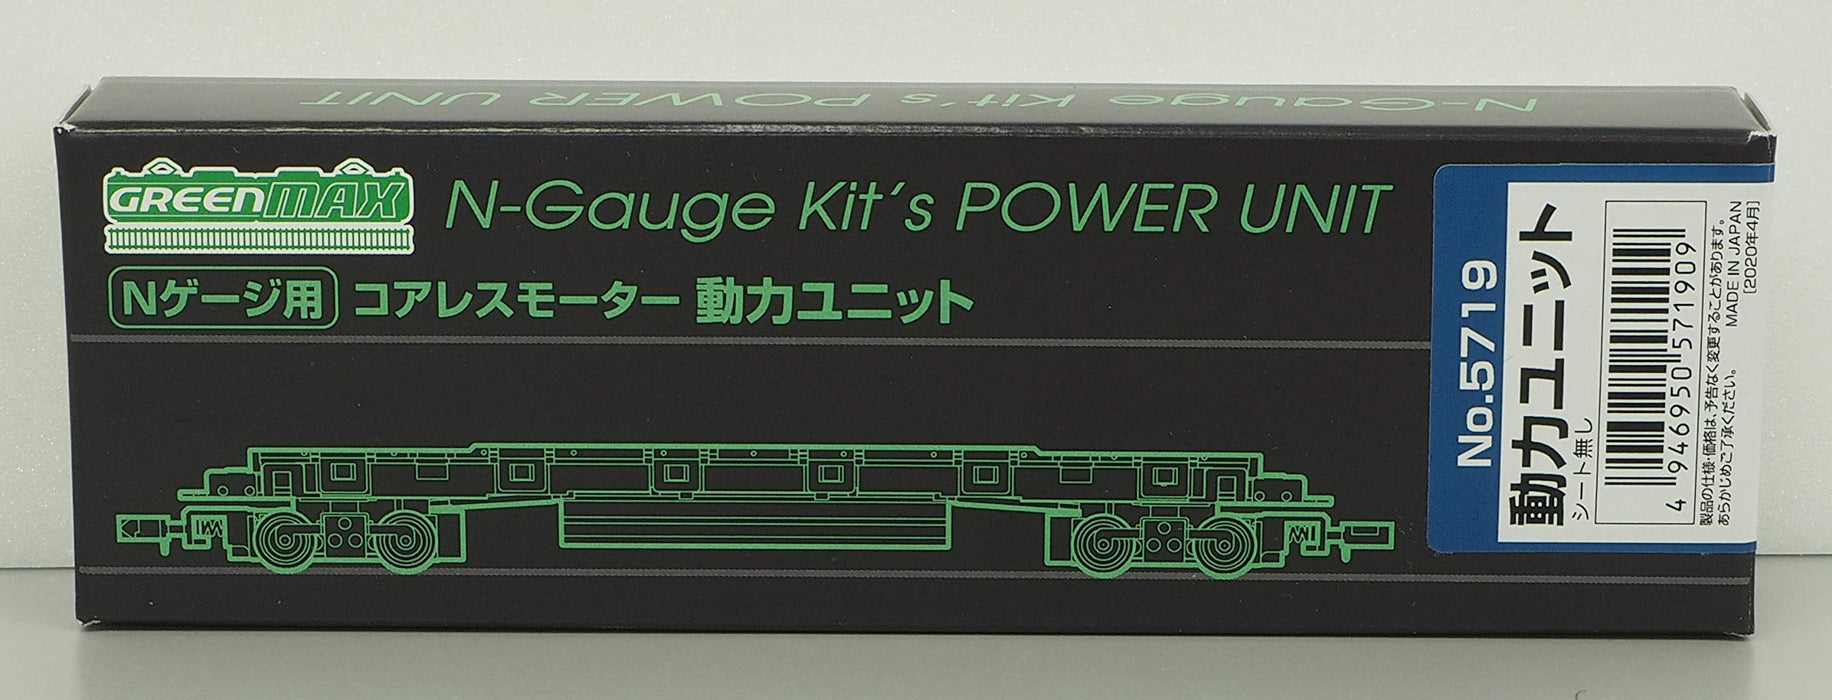 N-Gauge Kit's POWER UNIT
GREENMAX
N-Gauge Kit's POWER UNIT
Nゲージ用 コアレスモーター 動力ユニット
No.5719
動力ユニット
シート無し
4 946950 571909
製品の仕様・価格は、予告なく変更することがあります。
あらかじめご了承ください。 MADE IN JAPAN
[2020年4月]